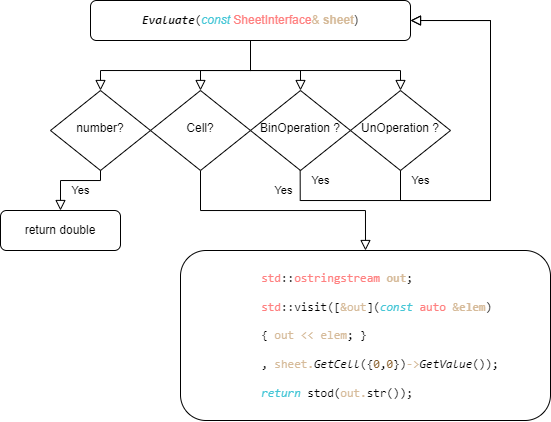 Evaluate(const SheetInterface& sheet)
number?
Cell?
BinOperation ?
UnOperation ?
Yes
Yes
Yes
Yes
return double
std::ostringstream out;
std::visit([&out](const auto &elem)
{ out << elem; }
, sheet.GetCell({0,0})->GetValue());
return stod(out.str());